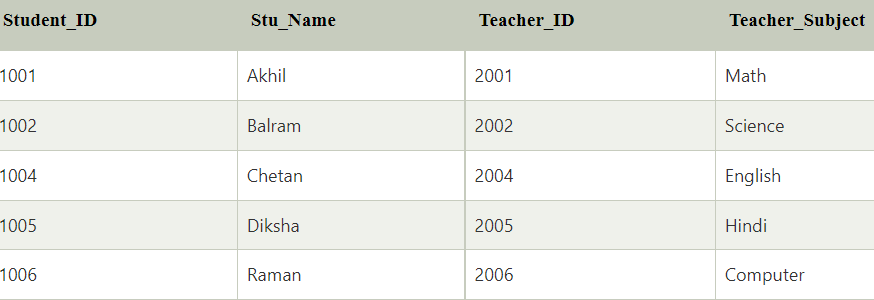 Student_ID Stu_Name Teacher_ID Teacher_Subject
1001 Akhil 2001 Math
1002 Balram 2002 Science
1004 Chetan 2004 English
1005 Diksha 2005 Hindi
1006 Raman 2006 Computer